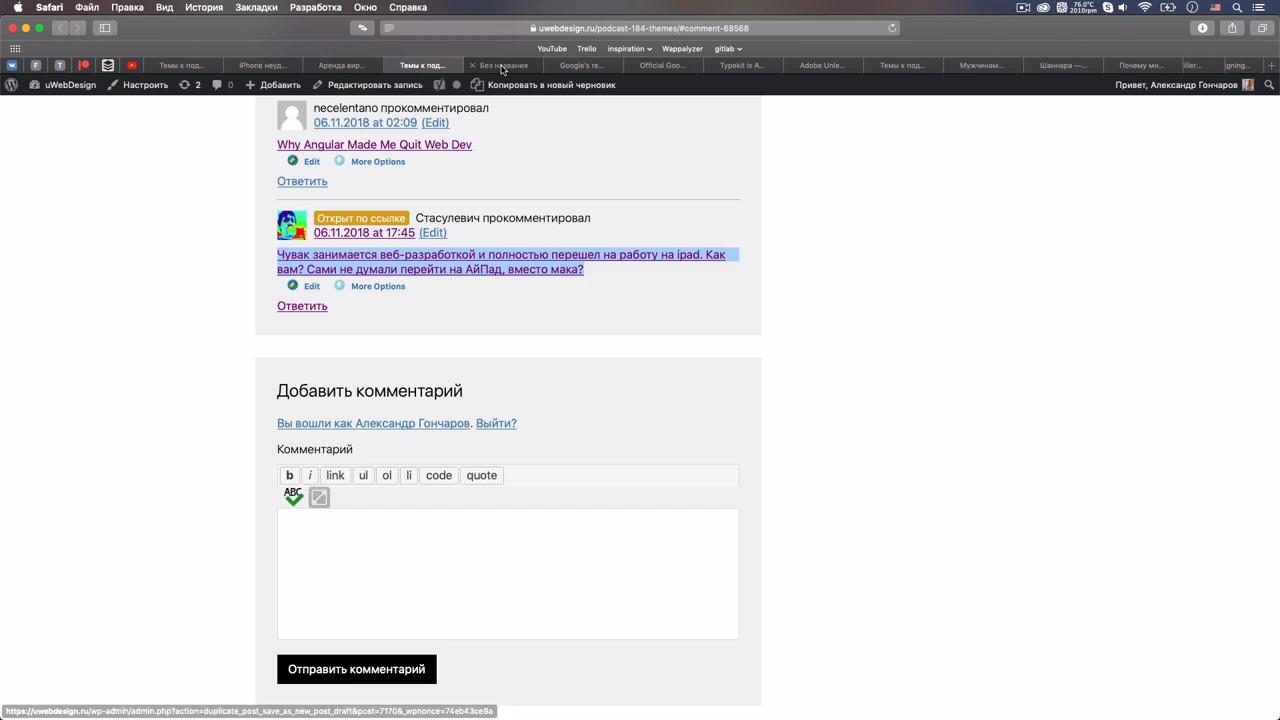 Safari Файл Правка Вид История Закладки Разработка Окно Справка
76.0°C
2010rpm
uwebdesign.ru/podcast-184-themes/#comment-68568
YouTube Trello inspiration Wappalyzer gitlab
Темы к под... iPhone неуд... Аренда вир... Темы к под... Без названия Google's re... Official Goo... Typekit is A... Adobe Unle... Темы к под... Мужчинам... Шаннара —... Почему мн... iller... gning...
uWebDesign Настроить 2 0 Добавить Редактировать запись Копировать в новый черновик Привет, Александр Гончаров
necelentano прокомментировал
06.11.2018 at 02:09 (Edit)
Why Angular Made Me Quit Web Dev
Edit More Options
Ответить
Открыт по ссылке Стасулевич прокомментировал
06.11.2018 at 17:45 (Edit)
Чувак занимается веб-разработкой и полностью перешел на работу на ipad. Как
вам? Сами не думали перейти на АйПад, вместо мака?
Edit More Options
Ответить
Добавить комментарий
Вы вошли как Александр Гончаров. Выйти?
Комментарий
b i link ul ol li code quote
ABC
Отправить комментарий
https://uwebdesign.ru/wp-admin/admin.php?action=duplicate_post_save_as_new_post_draft&post=7170&_wpnonce=74eb43ce9a